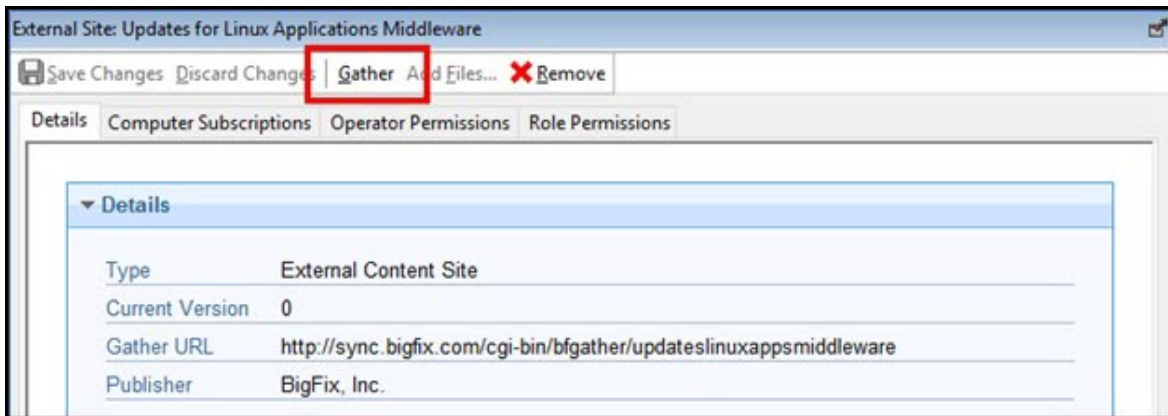 External Site: Updates for Linux Applications Middleware
Save Changes Discard Changes Gather Add Files... Remove
Details Computer Subscriptions Operator Permissions Role Permissions
Details
Type External Content Site
Current Version 0
Gather URL http://sync.bigfix.com/cgi-bin/bfgather/updateslinuxappsmiddleware
Publisher BigFix, Inc.